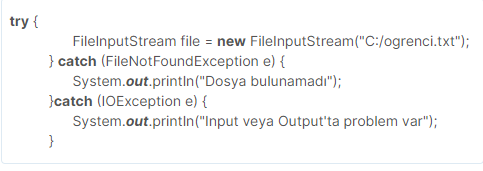 try {
FileInputStream file = new FileInputStream("C:/ogrenci.txt");
} catch (FileNotFoundException e) {
System.out.println("Dosya bulunamadı");
}catch (IOException e) {
System.out.println("Input veya Output'ta problem var");
}